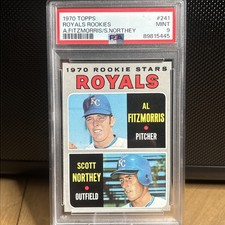 1970 TOPPS #241
ROYALS ROOKIES MINT
A.FITZMORRIS/S.NORTHEY 9
PSA 89815445
1970 ROOKIE STARS
ROYALS
AL
FITZMORRIS
PITCHER
SCOTT
NORTHEY
OUTFIELD